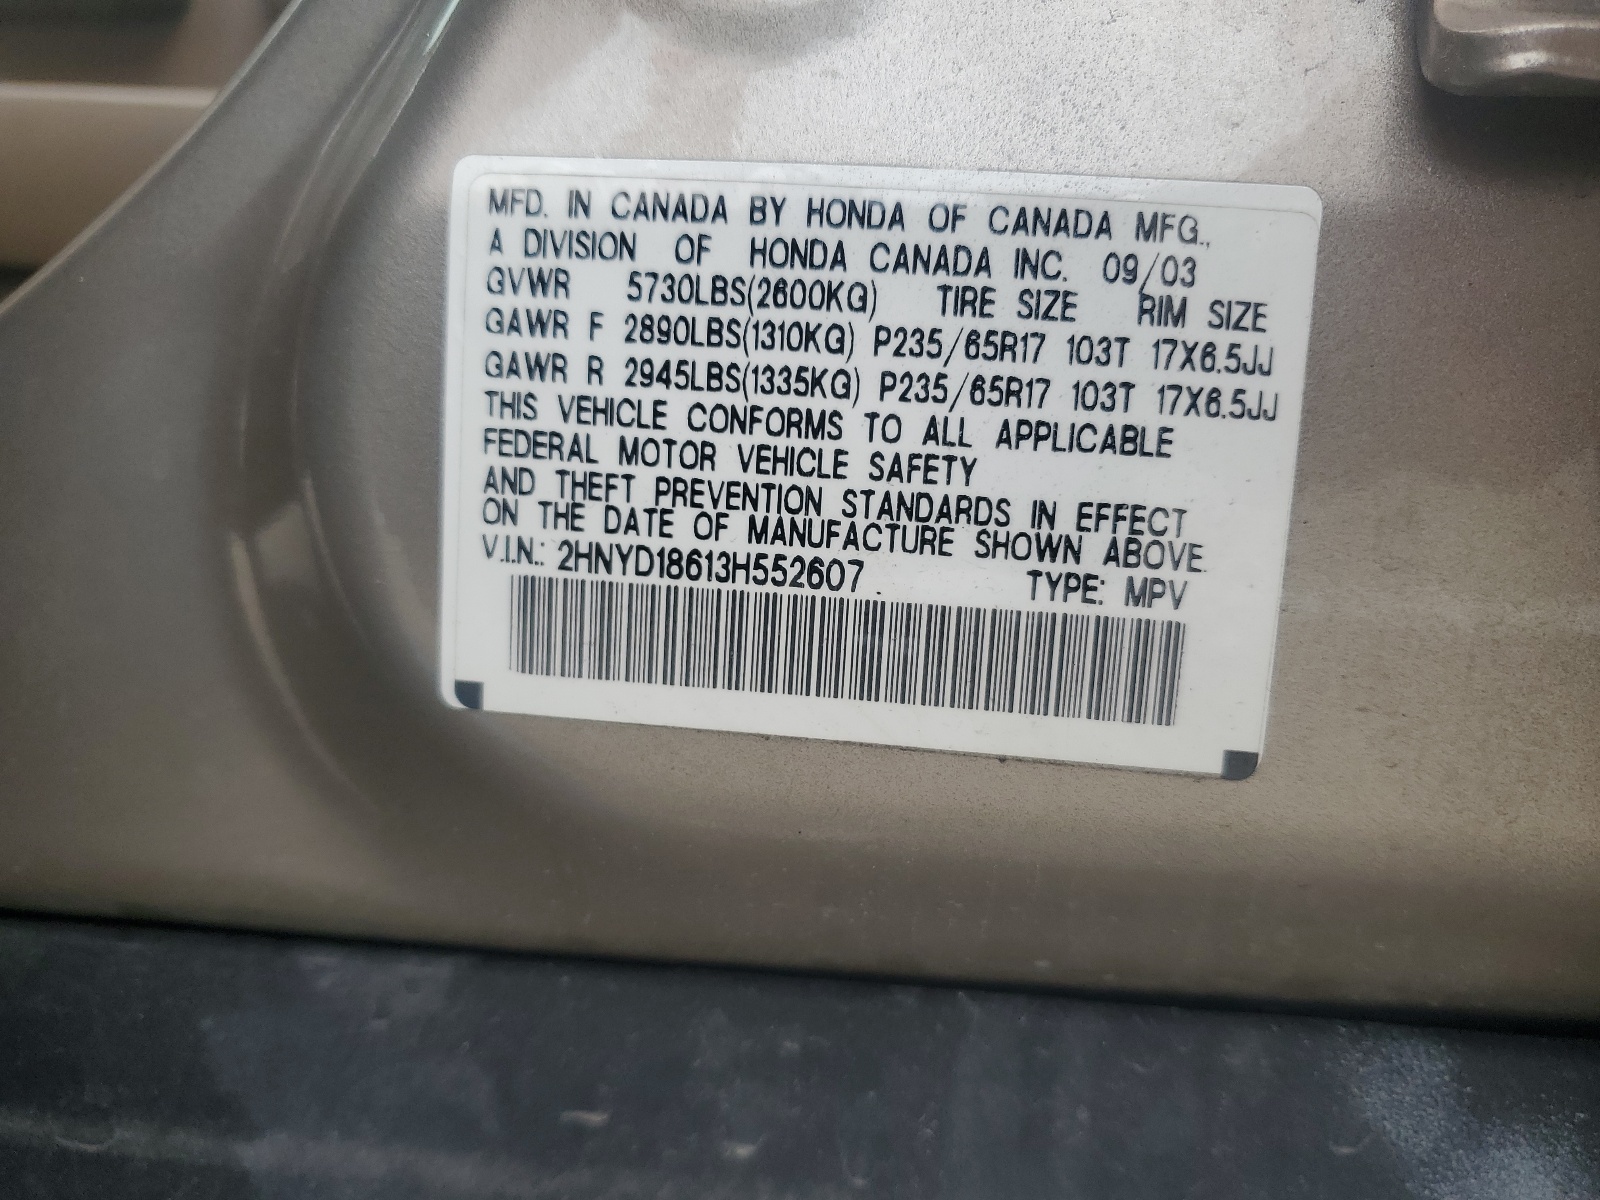 MFD. IN CANADA BY HONDA OF CANADA MFG.,
A DIVISION OF HONDA CANADA INC. 09/03
GVWR 5730LBS(2600KG) TIRE SIZE RIM SIZE
GAWR F 2890LBS(1310KG) P235/65R17 103T 17X6.5JJ
GAWR R 2945LBS(1335KG) P235/65R17 103T 17X6.5JJ
THIS VEHICLE CONFORMS TO ALL APPLICABLE
FEDERAL MOTOR VEHICLE SAFETY
AND THEFT PREVENTION STANDARDS IN EFFECT
ON THE DATE OF MANUFACTURE SHOWN ABOVE.
V.I.N.: 2HNYD18613H552607. TYPE: MPV